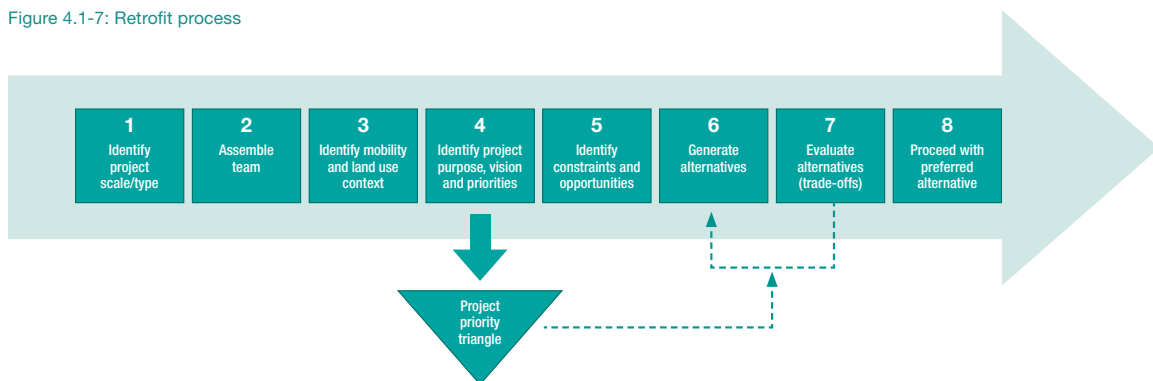 Figure 4.1-7: Retrofit process
1
Identify
project
scale/type
2
Assemble
team
3
Identify mobility
and land use
context
4
Identify project
purpose, vision
and priorities
5
Identify
constraints and
opportunities
6
Generate
alternatives
7
Evaluate
alternatives
(trade-offs)
8
Proceed with
preferred
alternative
Project
priority
triangle